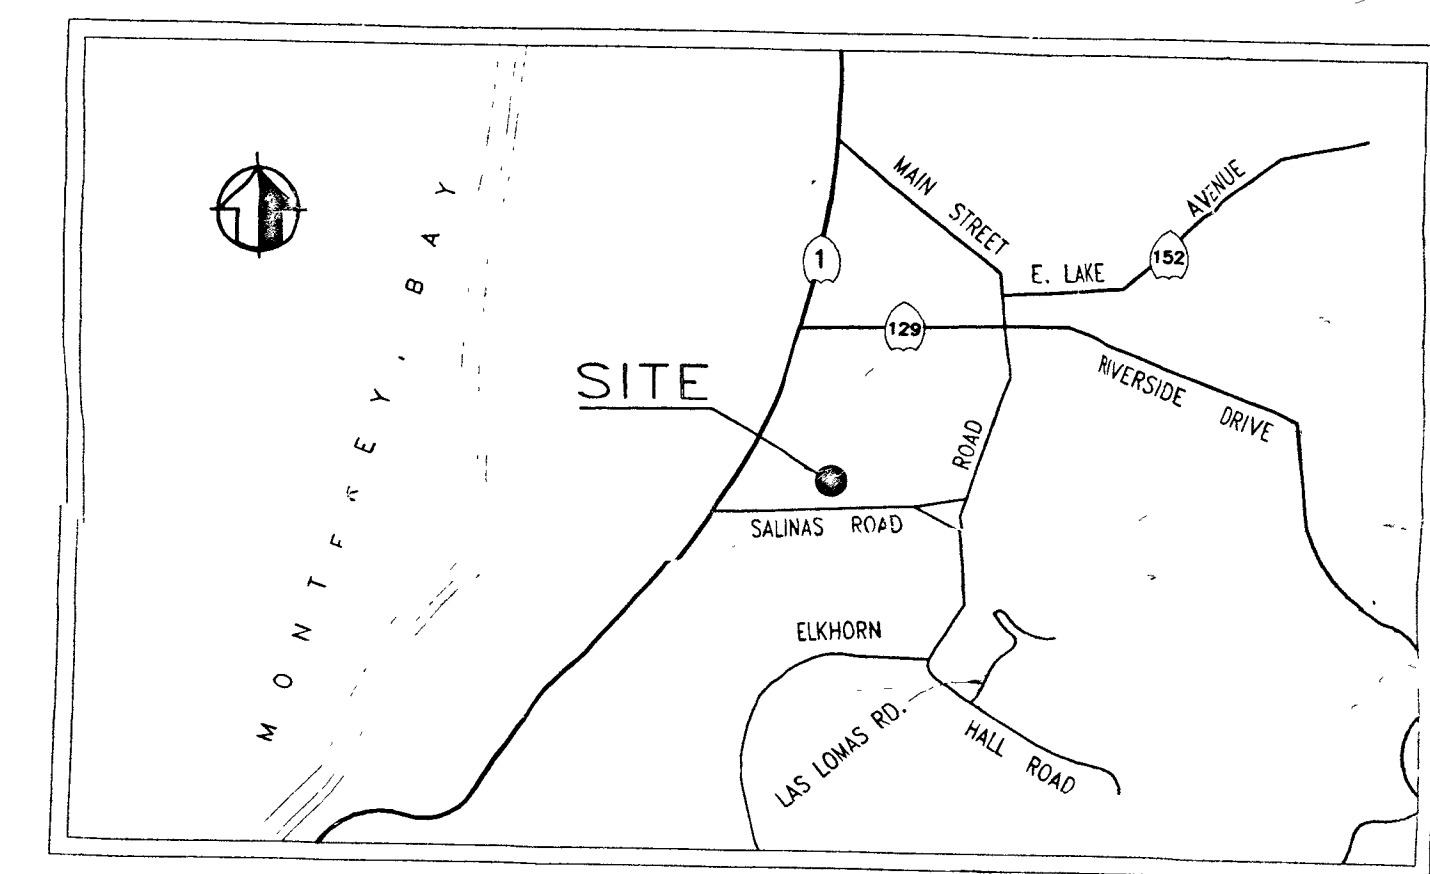 MONTEREY BAY
MAIN STREET
AVENUE
152
E. LAKE
1
129
SITE
RIVERSIDE DRIVE
ROAD
SALINAS ROAD
ELKHORN
LAS LOMAS RD.
HALL ROAD